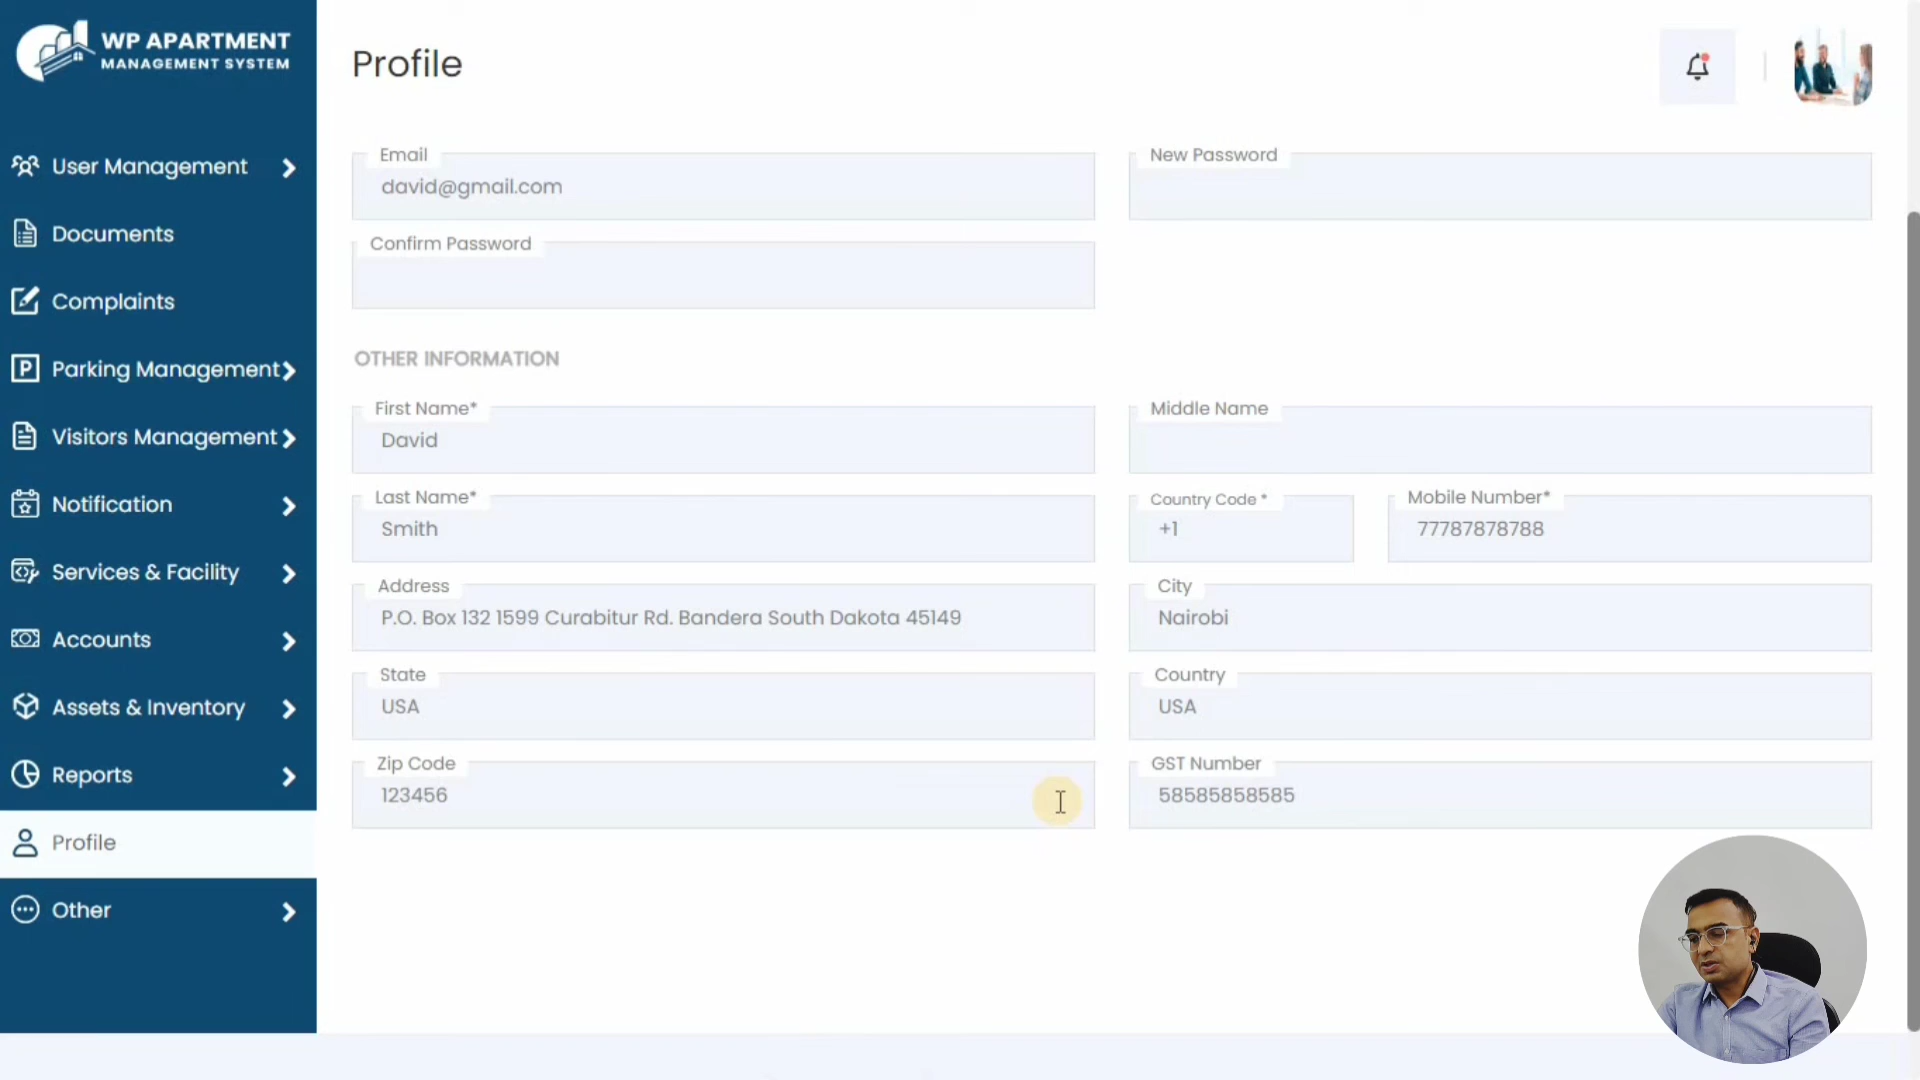 WP APARTMENT
MANAGEMENT SYSTEM
User Management
Documents
Complaints
P Parking Management
Visitors Management
Notification
Services & Facility
Accounts
Assets & Inventory
Reports
Profile
Other
Profile
Email
david@gmail.com
New Password
Confirm Password
OTHER INFORMATION
First Name*
David
Middle Name
Last Name*
Smith
Country Code *
+1
Mobile Number*
77787878788
Address
P.O. Box 132 1599 Curabitur Rd. Bandera South Dakota 45149
City
Nairobi
State
USA
Country
USA
Zip Code
123456
GST Number
58585858585